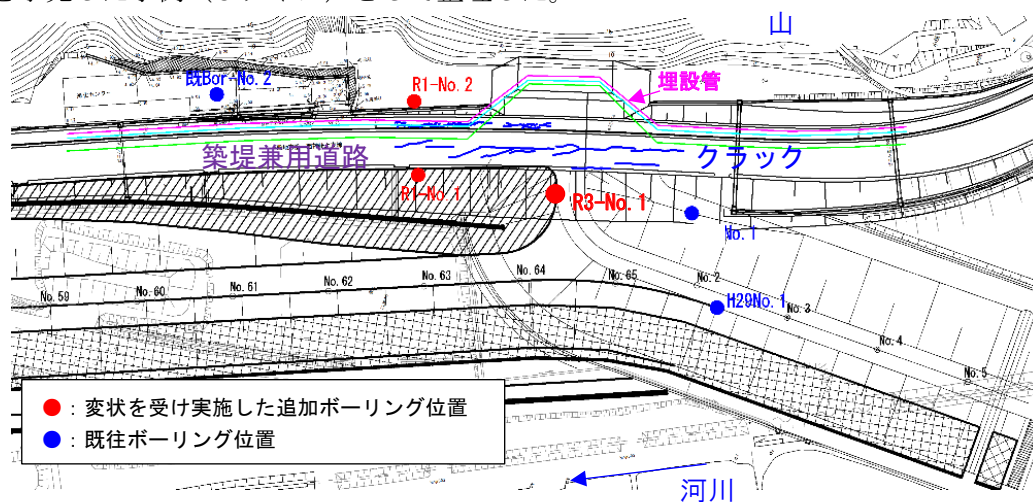 山
既Bor-No.2
R1-No.2
埋設管
築堤兼用道路
クラック
R1-No.1
R3-No.1
No.1
No.59
No.60
No.61
No.62
No.63
No.64
No.65
No.2
H29No.1
No.3
No.4
No.5
●：変状を受け実施した追加ボーリング位置
●：既往ボーリング位置
河川